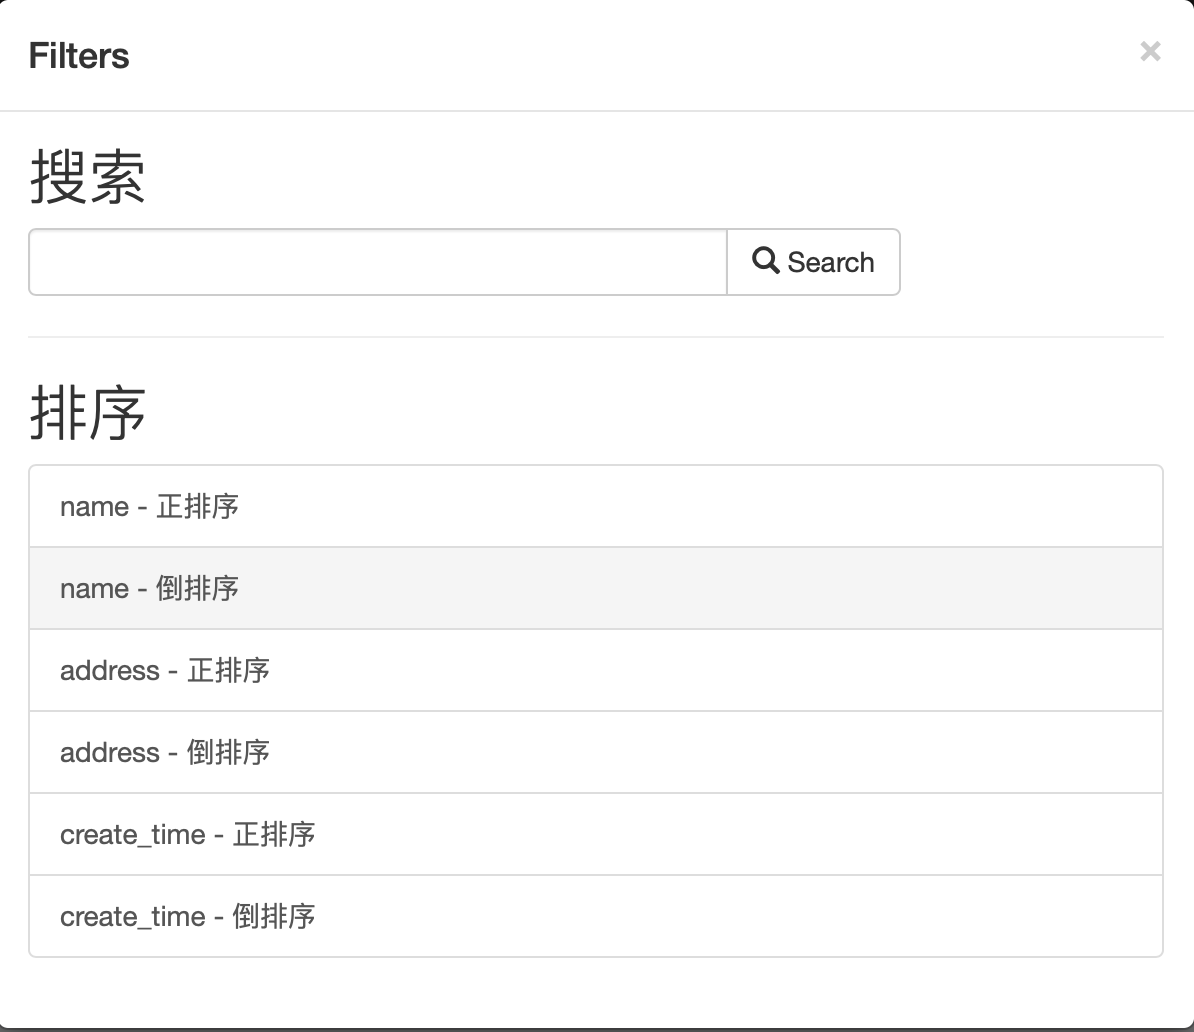 Filters
×
搜索
Search
排序
name - 正排序
name - 倒排序
address - 正排序
address - 倒排序
create_time - 正排序
create_time - 倒排序